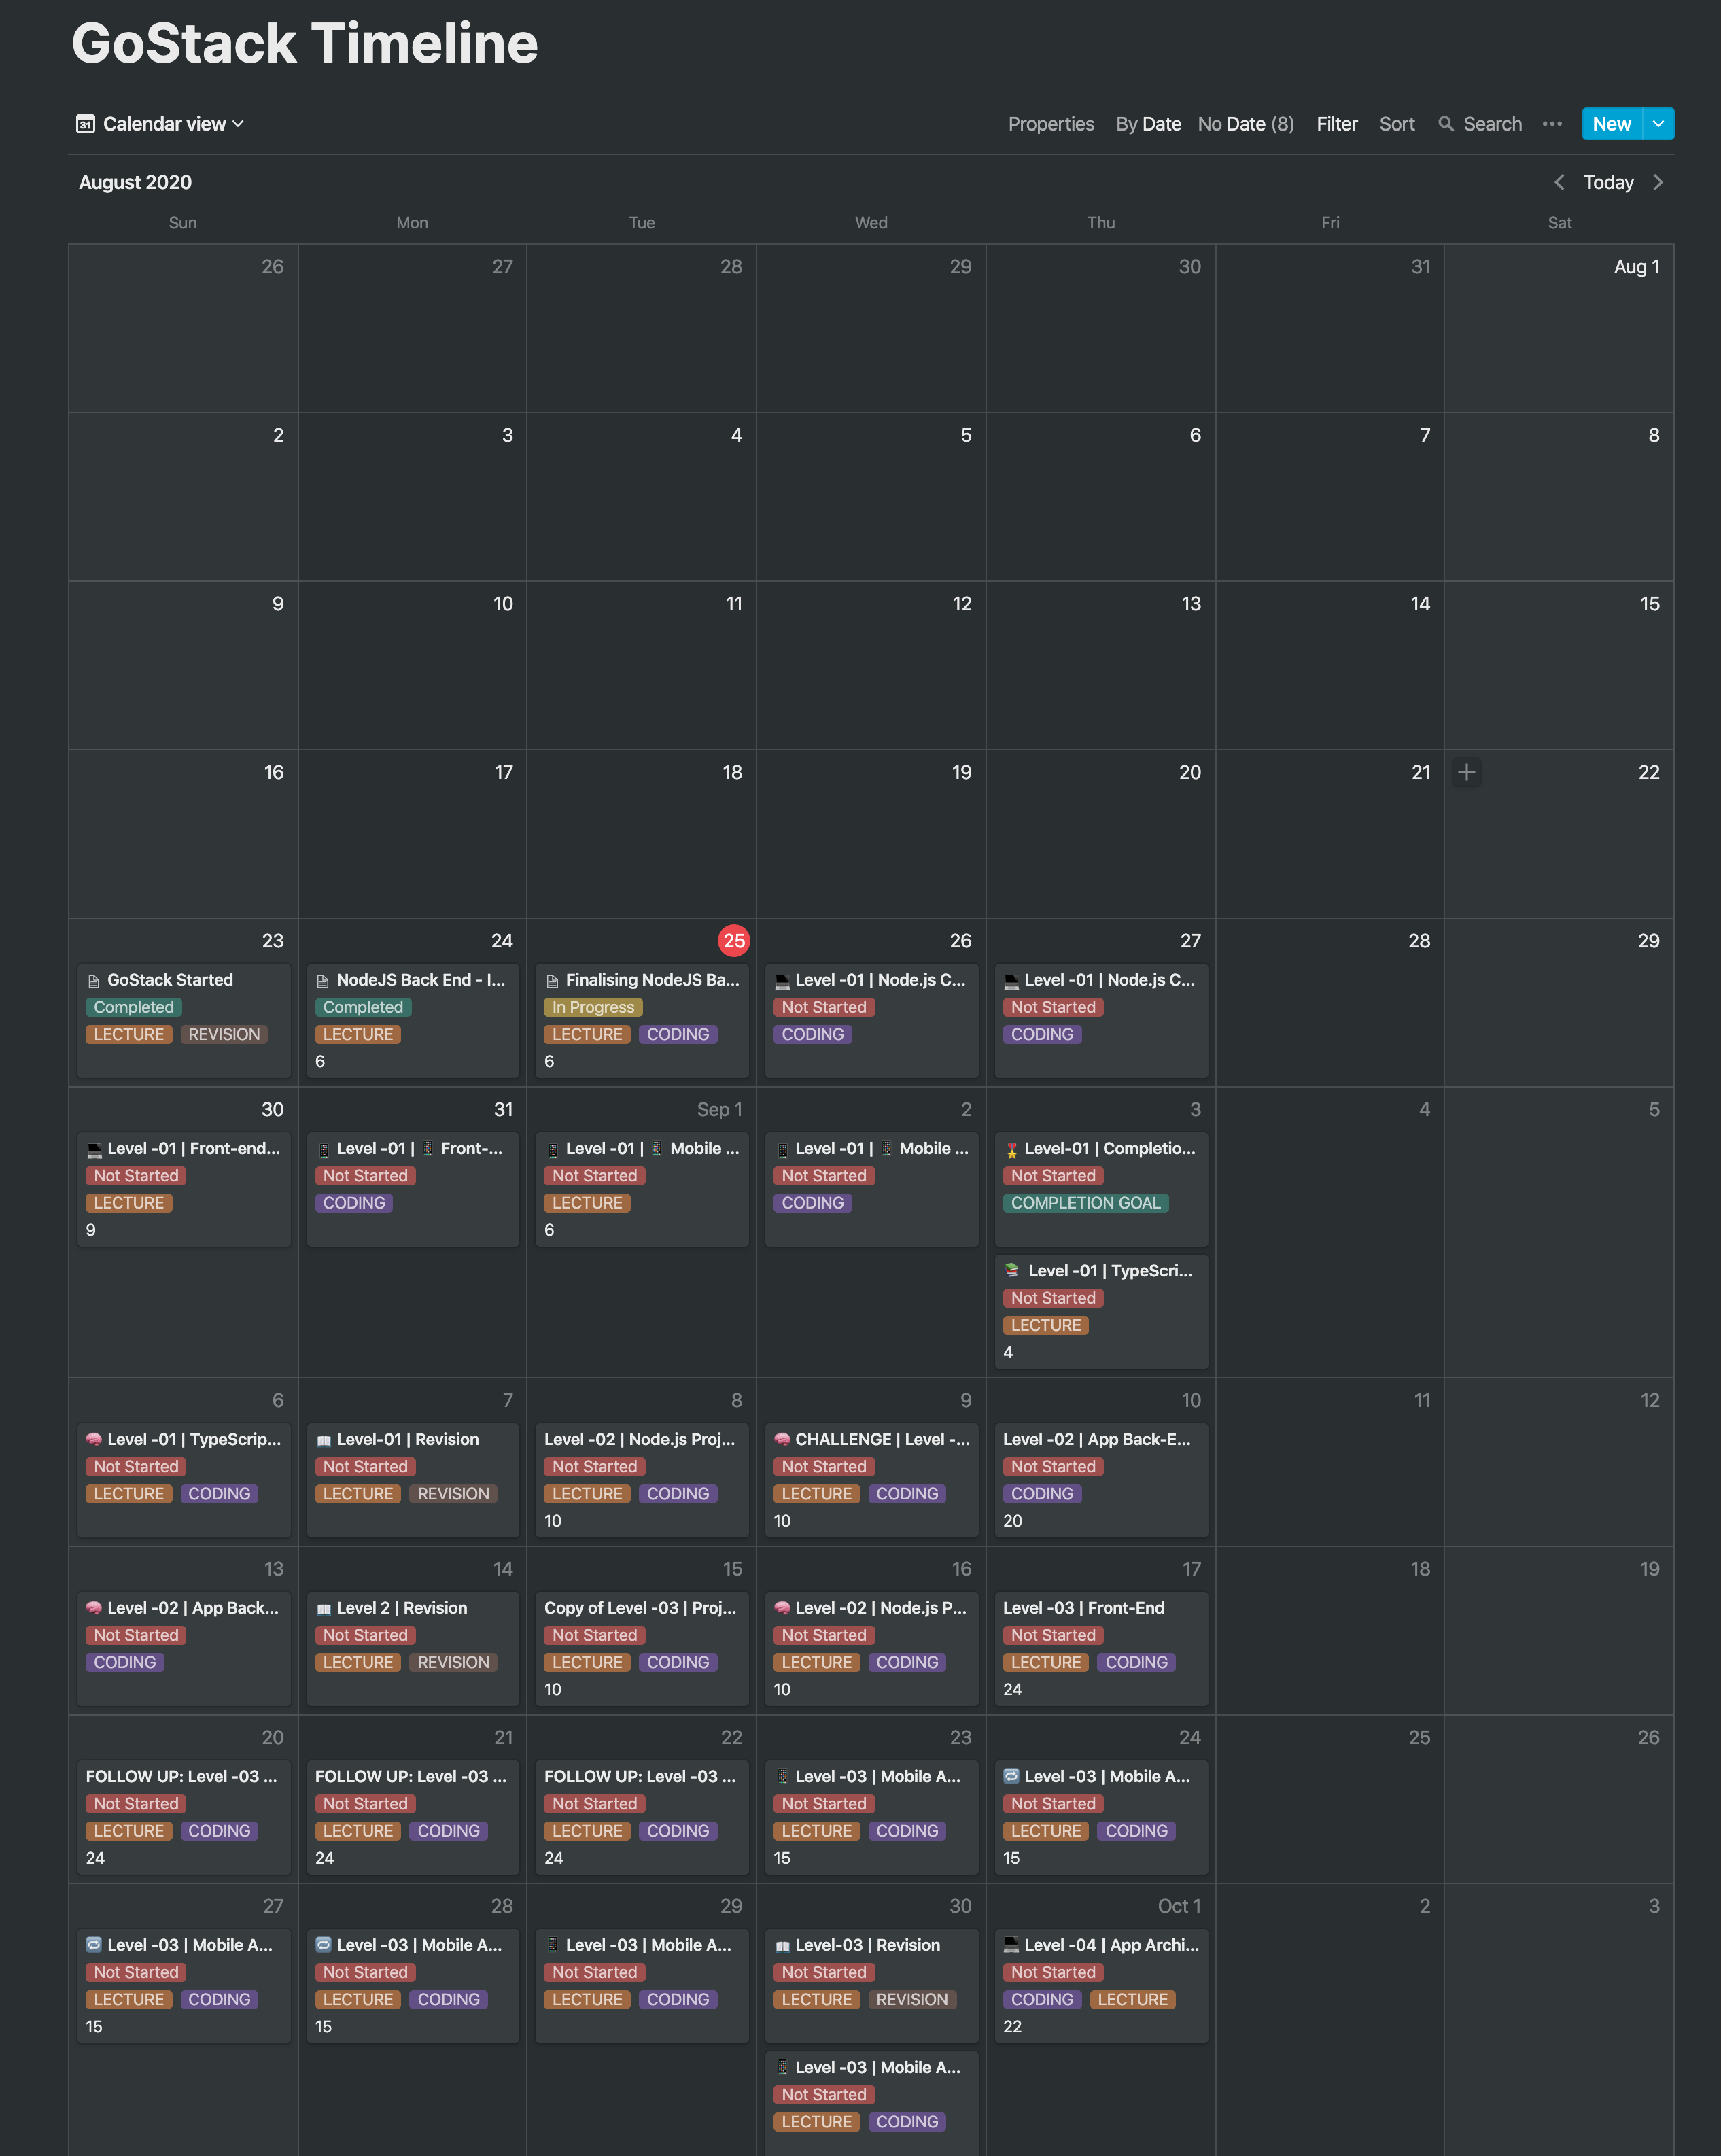 GoStack Timeline
31 Calendar view
Properties By Date No Date (8) Filter Sort Search New
August 2020
Today
Sun Mon Tue Wed Thu Fri Sat
26 27 28 29 30 31 Aug 1
2 3 4 5 6 7 8
9 10 11 12 13 14 15
16 17 18 19 20 21 22
23 24 25 26 27 28 29
GoStack Started
Completed
LECTURE REVISION
NodeJS Back End - I...
Completed
LECTURE
6
Finalising NodeJS Ba...
In Progress
LECTURE CODING
6
Level -01 | Node.js C...
Not Started
CODING
Level -01 | Node.js C...
Not Started
CODING
30 31 Sep 1 2 3 4 5
Level -01 | Front-end...
Not Started
LECTURE
9
Level -01 | 📱 Front-...
Not Started
CODING
Level -01 | 📱 Mobile ...
Not Started
LECTURE
6
Level -01 | 📱 Mobile ...
Not Started
CODING
Level-01 | Completio...
Not Started
COMPLETION GOAL
Level -01 | TypeScri...
Not Started
LECTURE
4
6 7 8 9 10 11 12
Level -01 | TypeScrip...
Not Started
LECTURE CODING
Level-01 | Revision
Not Started
LECTURE REVISION
Level -02 | Node.js Proj...
Not Started
LECTURE CODING
10
CHALLENGE | Level -...
Not Started
LECTURE CODING
10
Level -02 | App Back-E...
Not Started
CODING
20
13 14 15 16 17 18 19
Level -02 | App Back...
Not Started
CODING
Level 2 | Revision
Not Started
LECTURE REVISION
Copy of Level -03 | Proj...
Not Started
LECTURE CODING
10
Level -02 | Node.js P...
Not Started
LECTURE CODING
10
Level -03 | Front-End
Not Started
LECTURE CODING
24
20 21 22 23 24 25 26
FOLLOW UP: Level -03 ...
Not Started
LECTURE CODING
24
FOLLOW UP: Level -03 ...
Not Started
LECTURE CODING
24
FOLLOW UP: Level -03 ...
Not Started
LECTURE CODING
24
Level -03 | Mobile A...
Not Started
LECTURE CODING
15
Level -03 | Mobile A...
Not Started
LECTURE CODING
15
27 28 29 30 Oct 1 2 3
Level -03 | Mobile A...
Not Started
LECTURE CODING
15
Level -03 | Mobile A...
Not Started
LECTURE CODING
15
Level -03 | Mobile A...
Not Started
LECTURE CODING
Level-03 | Revision
Not Started
LECTURE REVISION
Level -03 | Mobile A...
Not Started
LECTURE CODING
Level -04 | App Archi...
Not Started
CODING LECTURE
22